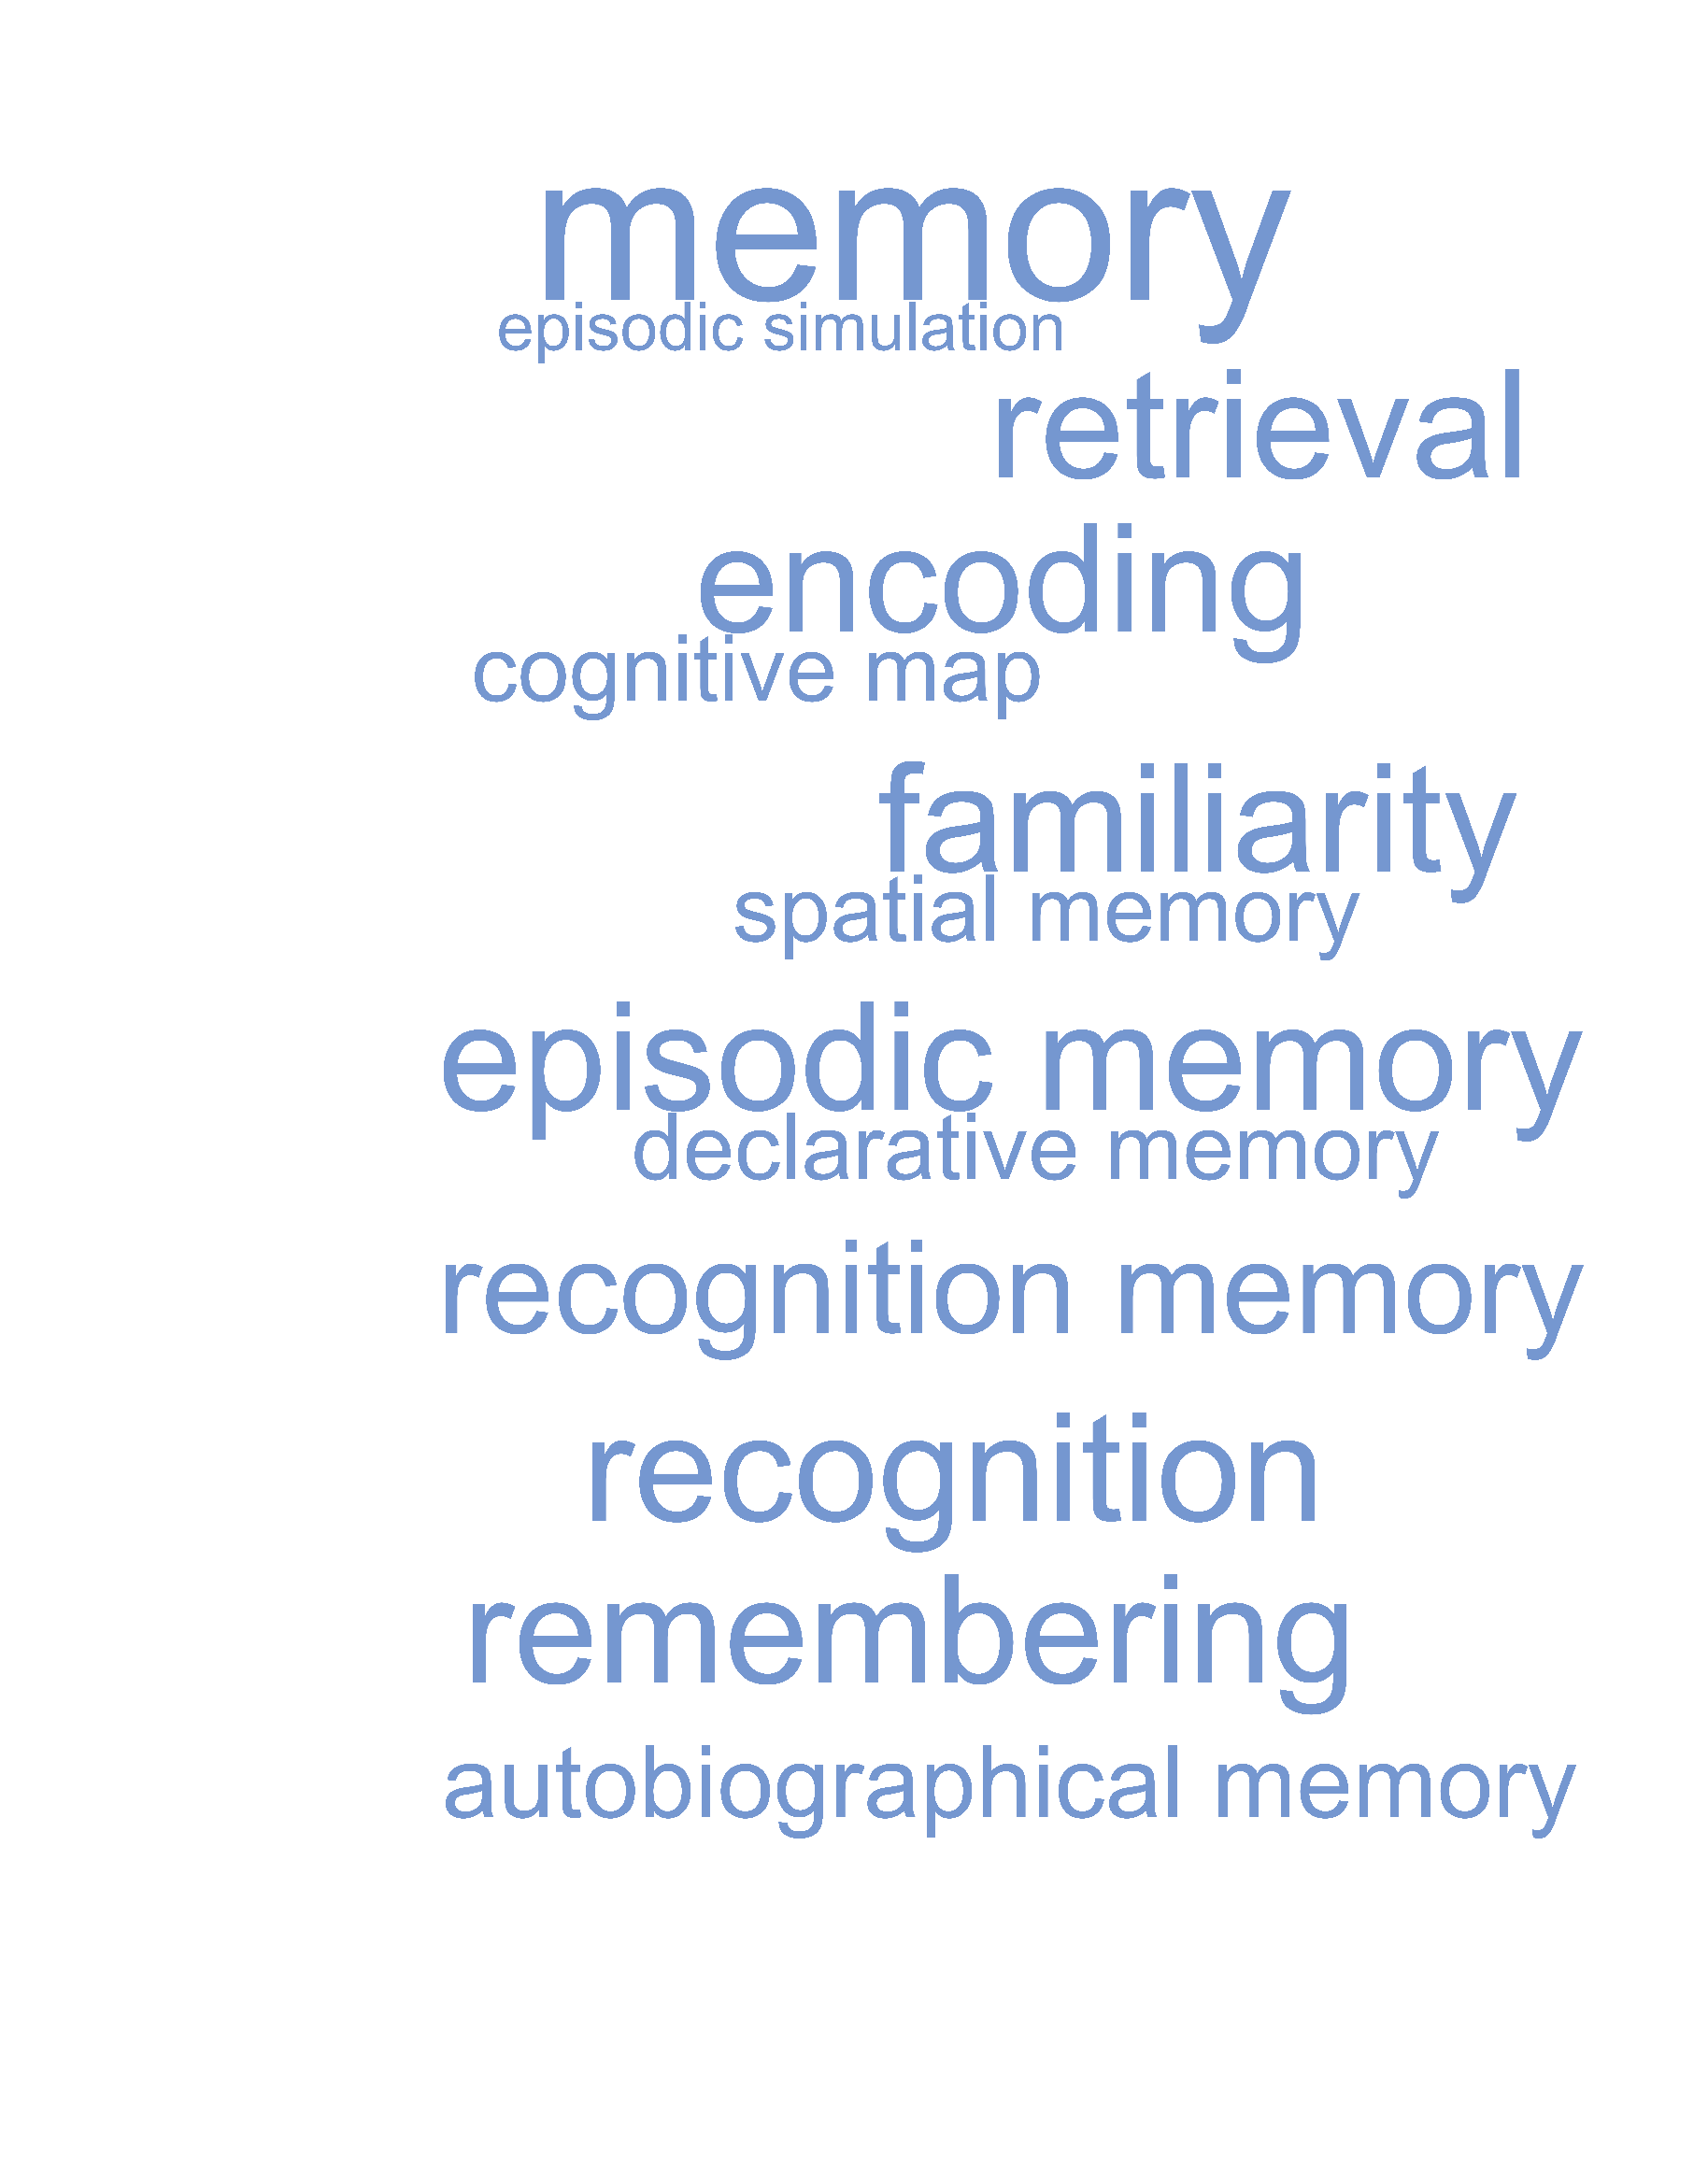 memory
episodic simulation
retrieval
encoding
cognitive map
familiarity
spatial memory
episodic memory
declarative memory
recognition memory
recognition
remembering
autobiographical memory